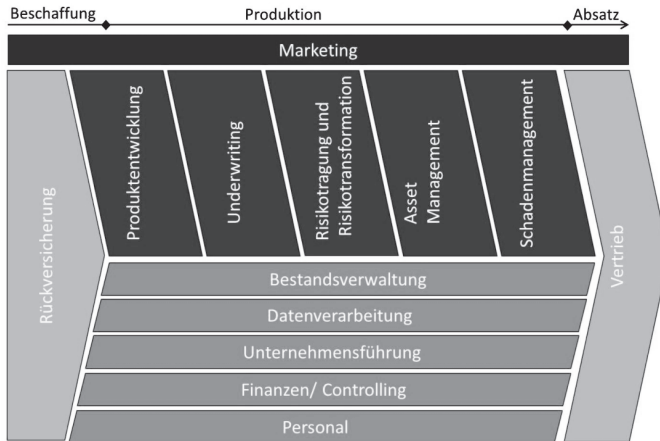 Beschaffung
Produktion
Absatz
Marketing
Rückversicherung
Produktentwicklung
Underwriting
Risikotragung und
Risikotransformation
Asset
Management
Schadenmanagement
Vertrieb
Bestandsverwaltung
Datenverarbeitung
Unternehmensführung
Finanzen/ Controlling
Personal